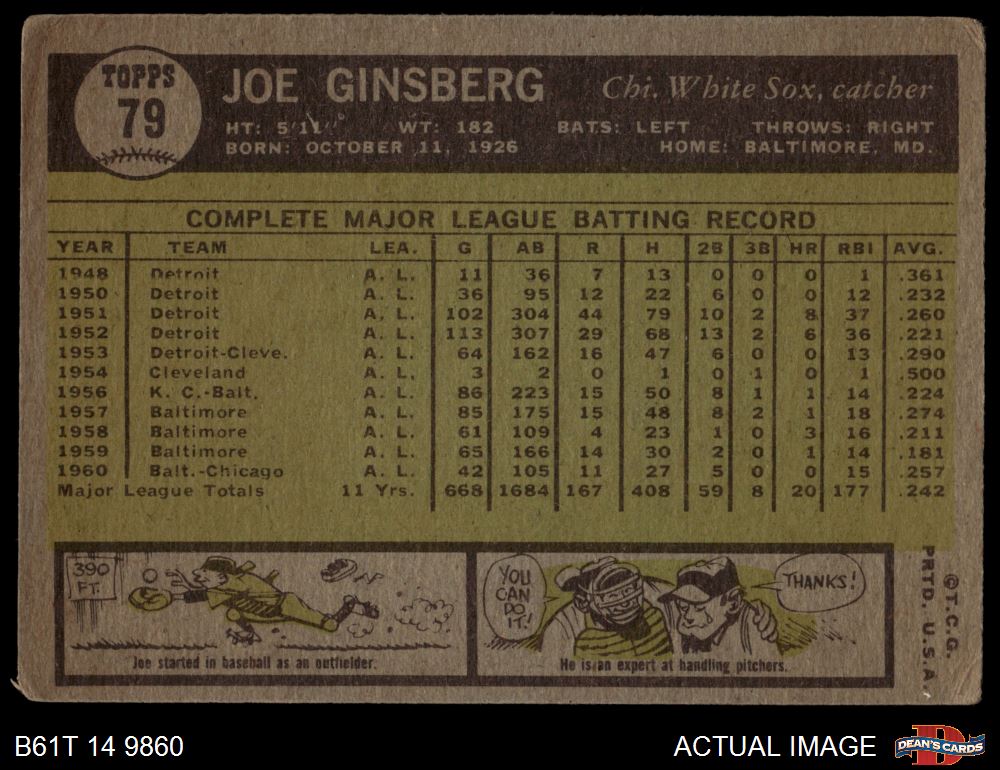 TOPPS
79
JOE GINSBERG Chi. White Sox, catcher
HT: 5'11" WT: 182 BATS: LEFT THROWS: RIGHT
BORN: OCTOBER 11, 1926 HOME: BALTIMORE, MD.
COMPLETE MAJOR LEAGUE BATTING RECORD
YEAR TEAM LEA. G AB R H 2B 3B HR RBI AVG.
1948 Detroit A. L. 11 36 7 13 0 0 0 1 .361
1950 Detroit A. L. 36 95 12 22 6 0 0 12 .232
1951 Detroit A. L. 102 304 44 79 10 2 8 37 .260
1952 Detroit A. L. 113 307 29 68 13 2 6 36 .221
1953 Detroit-Cleve. A. L. 64 162 16 47 6 0 0 13 .290
1954 Cleveland A. L. 3 2 0 1 0 1 0 1 .500
1956 K. C.-Balt. A. L. 86 223 15 50 8 1 1 14 .224
1957 Baltimore A. L. 85 175 15 48 8 2 1 18 .274
1958 Baltimore A. L. 61 109 4 23 1 0 3 16 .211
1959 Baltimore A. L. 65 166 14 30 2 0 1 14 .181
1960 Balt.-Chicago A. L. 42 105 11 27 5 0 0 15 .257
Major League Totals 11 Yrs. 668 1684 167 408 59 8 20 177 .242
390
FT.
Joe started in baseball as an outfielder.
YOU
CAN
DO
IT!
THANKS!
He is an expert at handling pitchers.
©T.C.G.
PRTD. U.S.A.
B61T 14 9860
ACTUAL IMAGE
D
DEAN'S CARDS